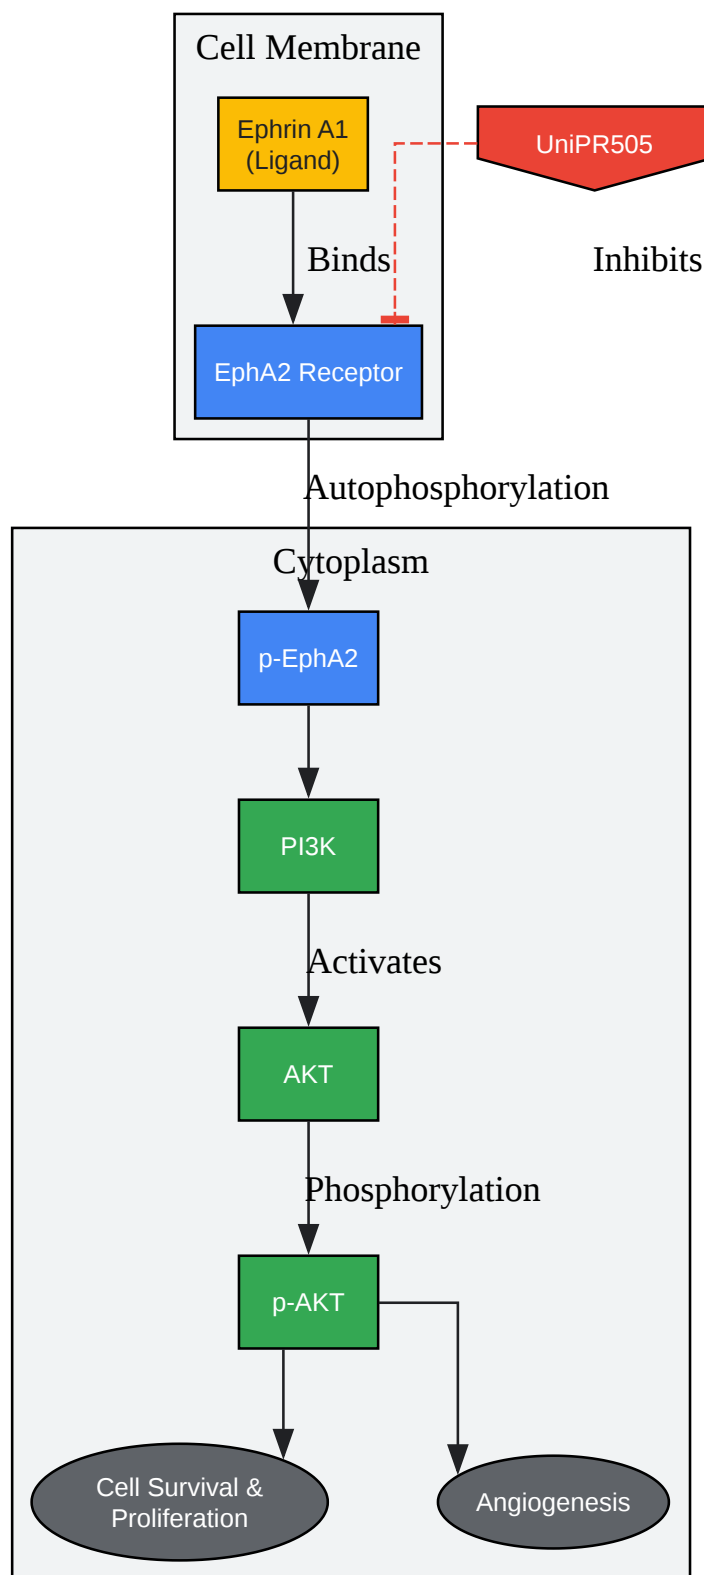 Cell Membrane
Ephrin A1
(Ligand)
UniPR505
Binds
Inhibits
EphA2 Receptor
Autophosphorylation
Cytoplasm
p-EphA2
PI3K
Activates
AKT
Phosphorylation
p-AKT
Cell Survival &
Proliferation
Angiogenesis